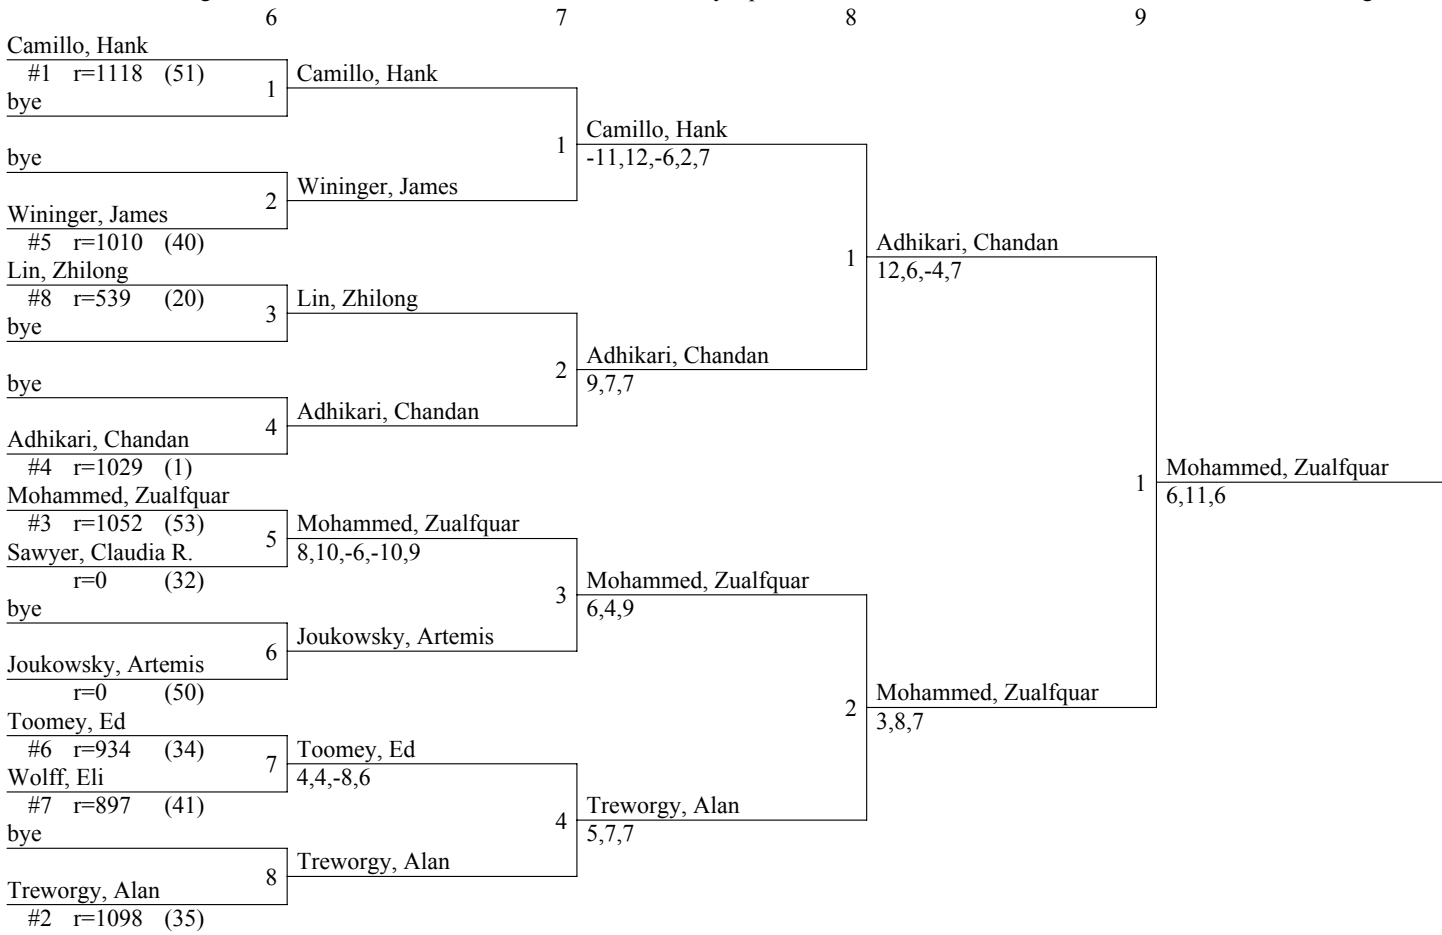 6 7 8 9
Camillo, Hank
#1 r=1118 (51)
bye
1
Camillo, Hank
bye
2
Wininger, James
Wininger, James
#5 r=1010 (40)
1
Camillo, Hank
-11,12,-6,2,7
Lin, Zhilong
#8 r=539 (20)
bye
3
Lin, Zhilong
bye
4
Adhikari, Chandan
Adhikari, Chandan
#4 r=1029 (1)
2
Adhikari, Chandan
9,7,7
1
Adhikari, Chandan
12,6,-4,7
Mohammed, Zualfquar
#3 r=1052 (53)
Sawyer, Claudia R.
r=0 (32)
5
Mohammed, Zualfquar
8,10,-6,-10,9
bye
6
Joukowsky, Artemis
Joukowsky, Artemis
r=0 (50)
3
Mohammed, Zualfquar
6,4,9
Toomey, Ed
#6 r=934 (34)
Wolff, Eli
#7 r=897 (41)
7
Toomey, Ed
4,4,-8,6
bye
8
Treworgy, Alan
Treworgy, Alan
#2 r=1098 (35)
4
Treworgy, Alan
5,7,7
2
Mohammed, Zualfquar
3,8,7
1
Mohammed, Zualfquar
6,11,6